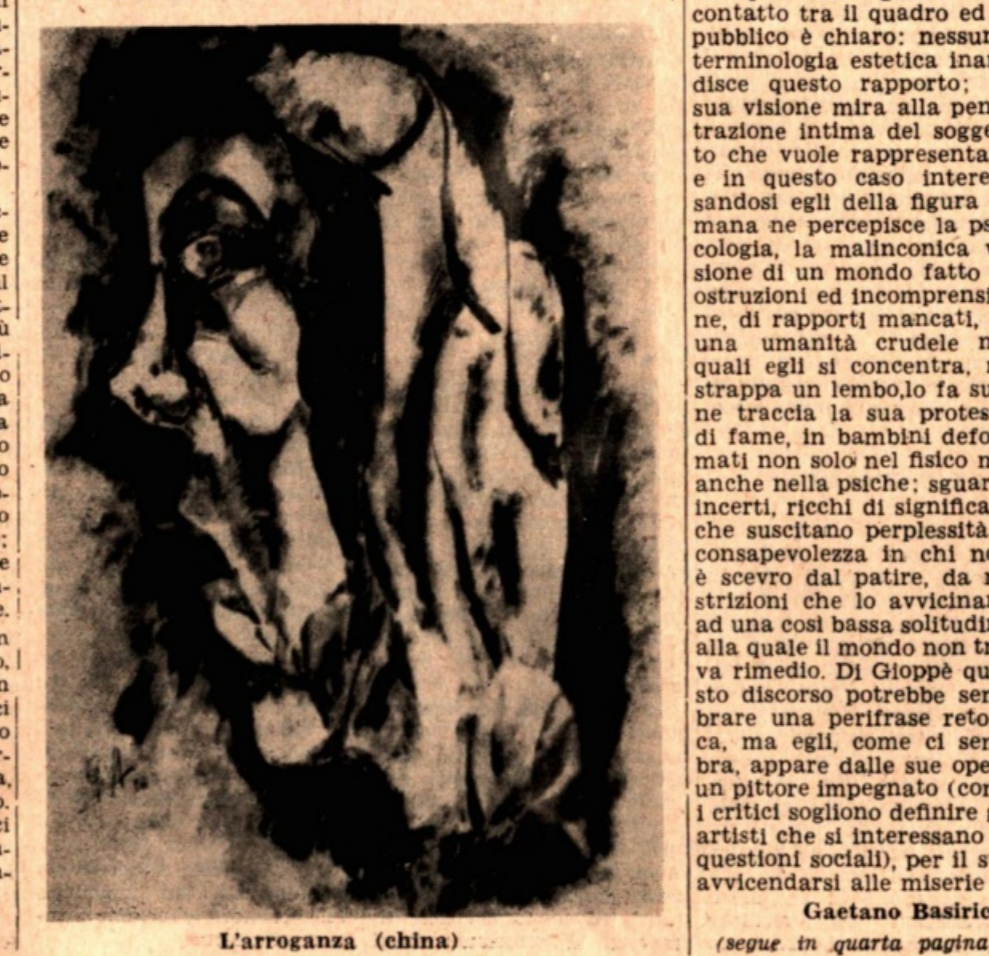 contatto tra il quadro ed
pubblico è chiaro: nessun
terminologia estetica inar
disce questo rapporto;
sua visione mira alla pen
trazione intima del sogge
to che vuole rappresenta
e in questo caso intere
sandosi egli della figura
mana ne percepisce la ps
cologia, la malinconica v
sione di un mondo fatto
ostruzioni ed incomprensi
ne, di rapporti mancati,
una umanità crudele n
quali egli si concentra,
strappa un lembo,lo fa su
ne traccia la sua protes
di fame, in bambini defo
mati non solo nel fisico m
anche nella psiche; sguar
incerti, ricchi di significa
che suscitano perplessità
consapevolezza in chi no
è scevro dal patire, da r
strizioni che lo avvicinan
ad una così bassa solitudin
alla quale il mondo non tr
va rimedio. Di Gioppè que
sto discorso potrebbe sem
brare una perifrase reto
ca, ma egli, come ci sem
bra, appare dalle sue ope
un pittore impegnato (com
i critici sogliono definire g
artisti che si interessano
questioni sociali), per il su
avvicendarsi alle miserie
Gaetano Basiric
(segue in quarta pagina
L'arroganza (china)